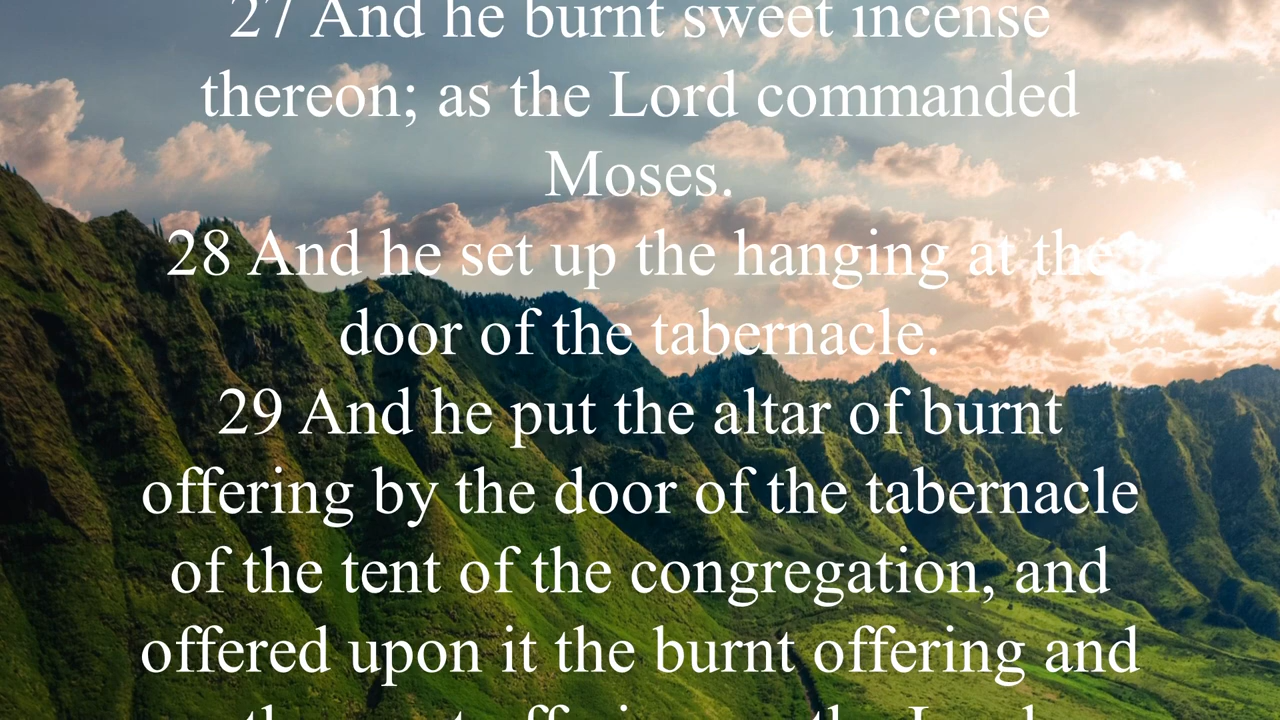 27 And he burnt sweet incense
thereon; as the Lord commanded
Moses.
28 And he set up the hanging at the
door of the tabernacle.
29 And he put the altar of burnt
offering by the door of the tabernacle
of the tent of the congregation, and
offered upon it the burnt offering and